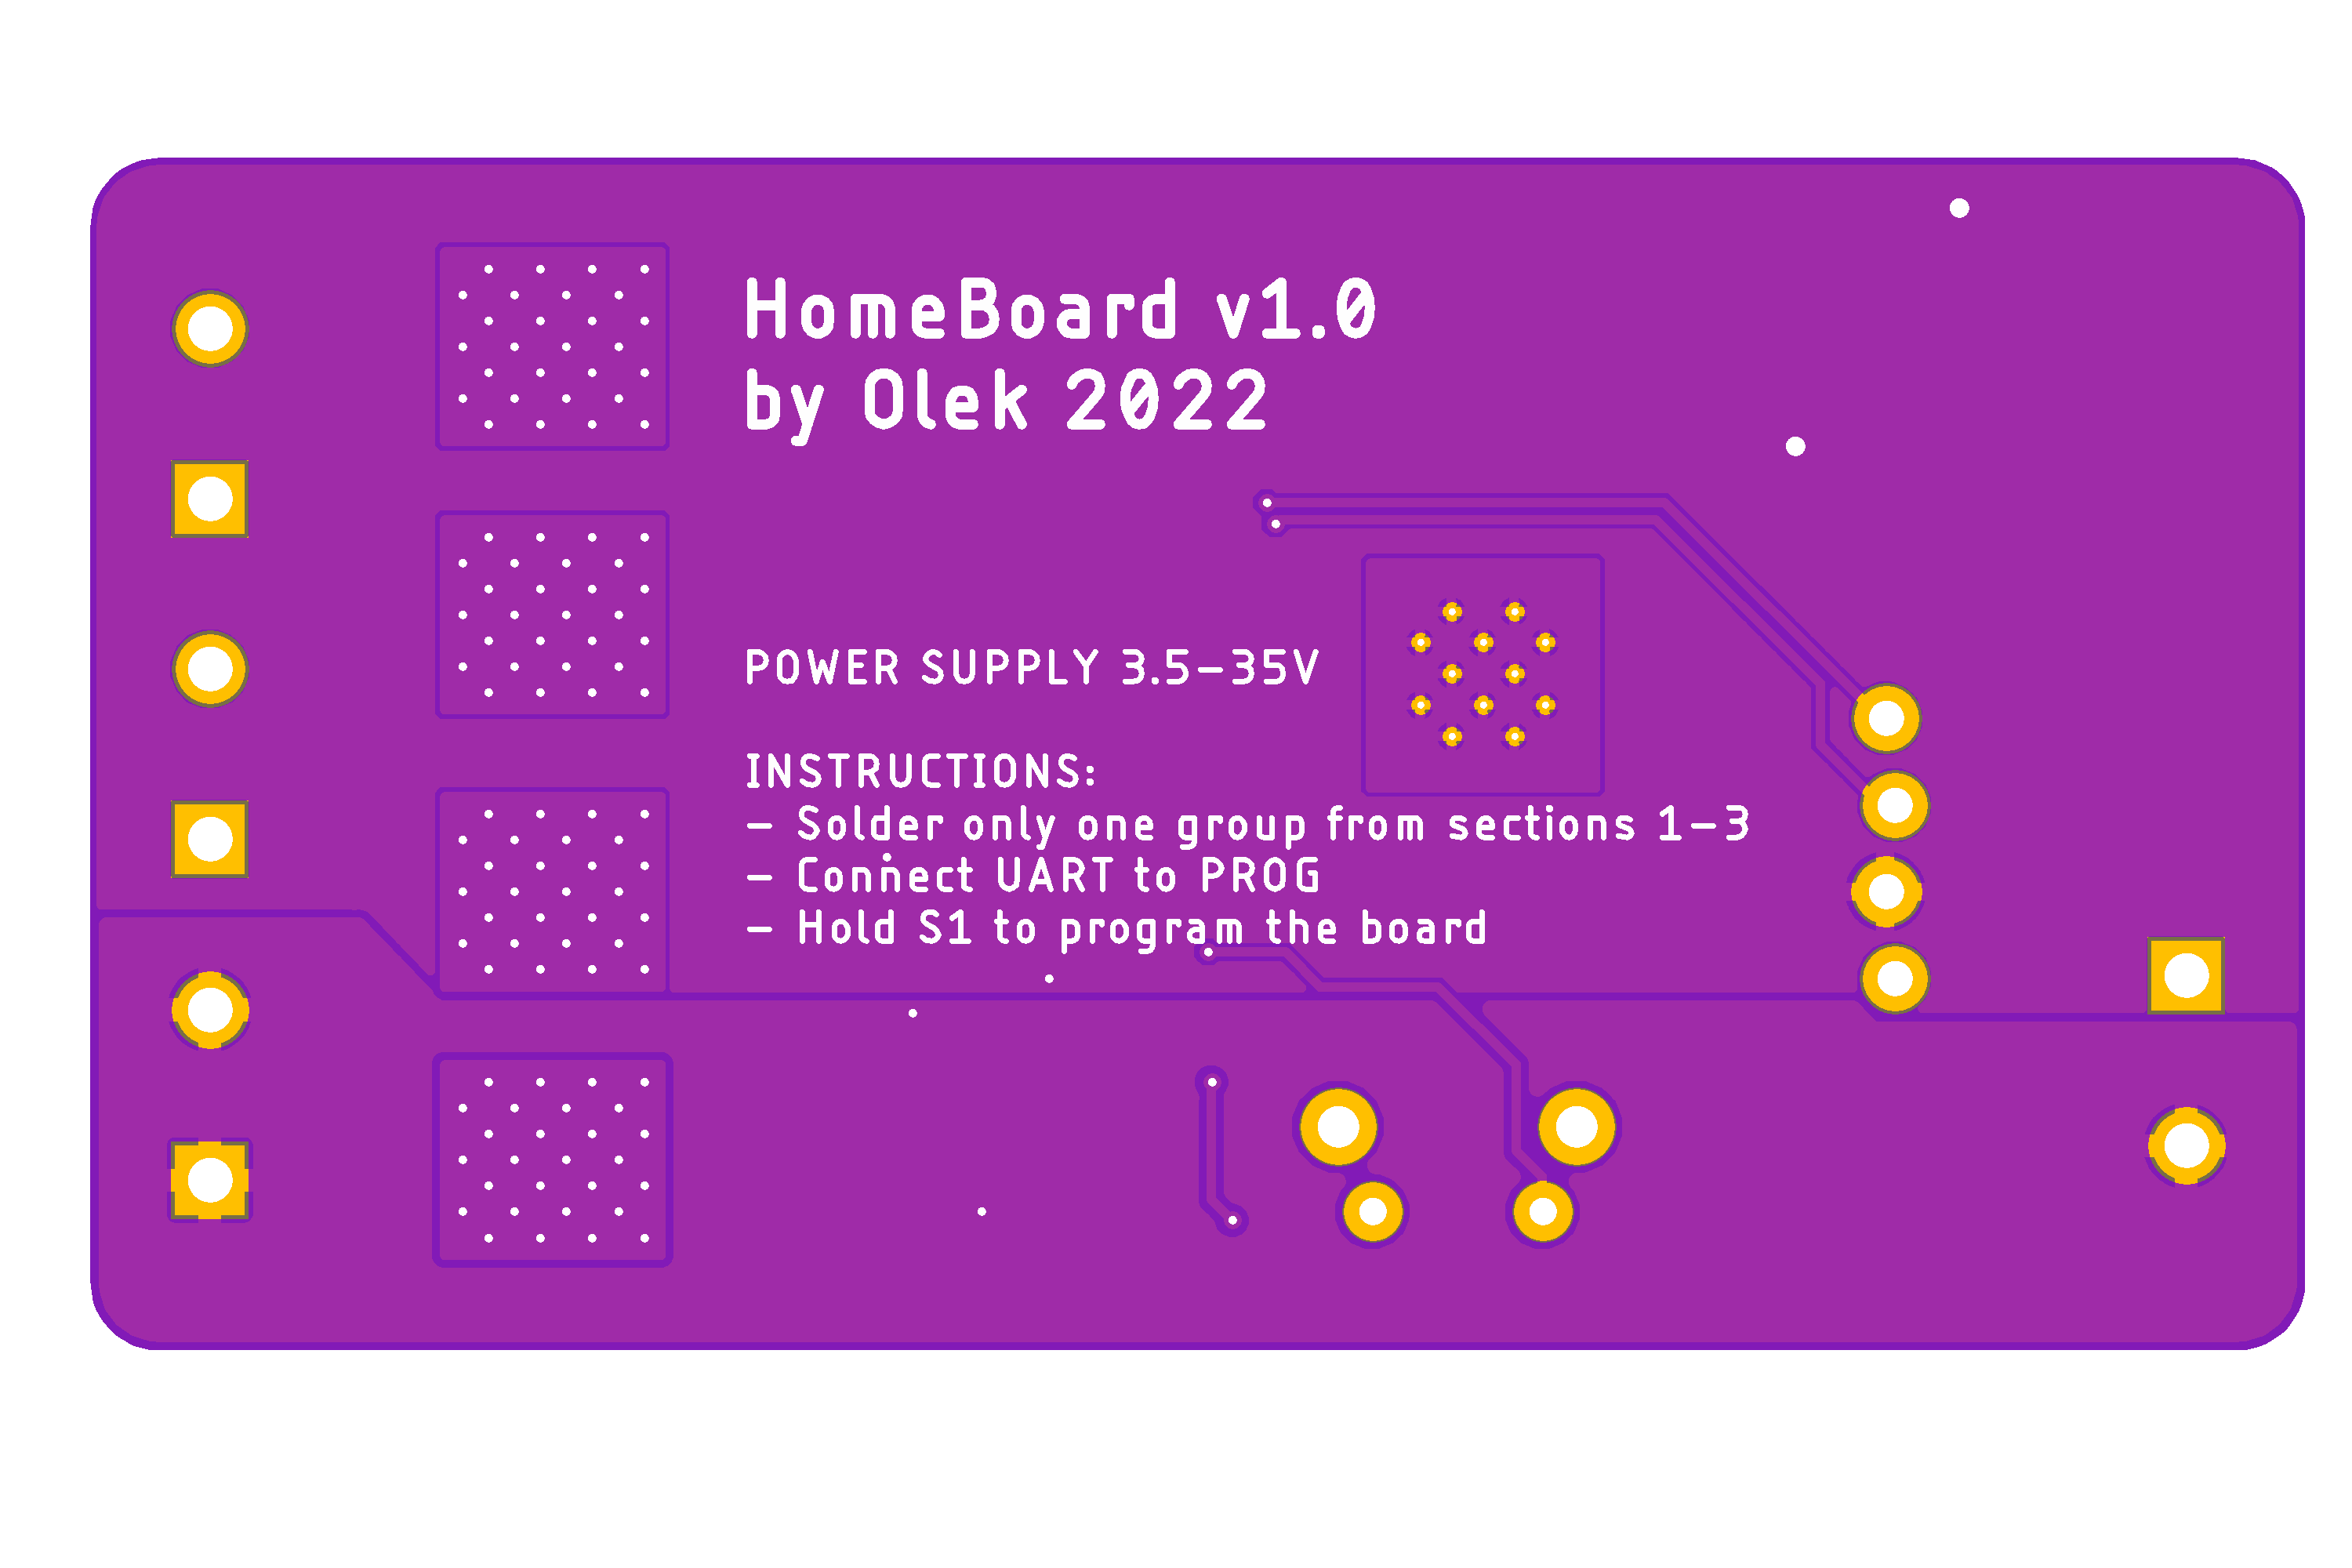 HomeBoard v1.0
by Olek 2022
POWER SUPPLY 3.5-35V
INSTRUCTIONS:
- Solder only one group from sections 1-3
- Connect UART to PROG
- Hold S1 to program the board